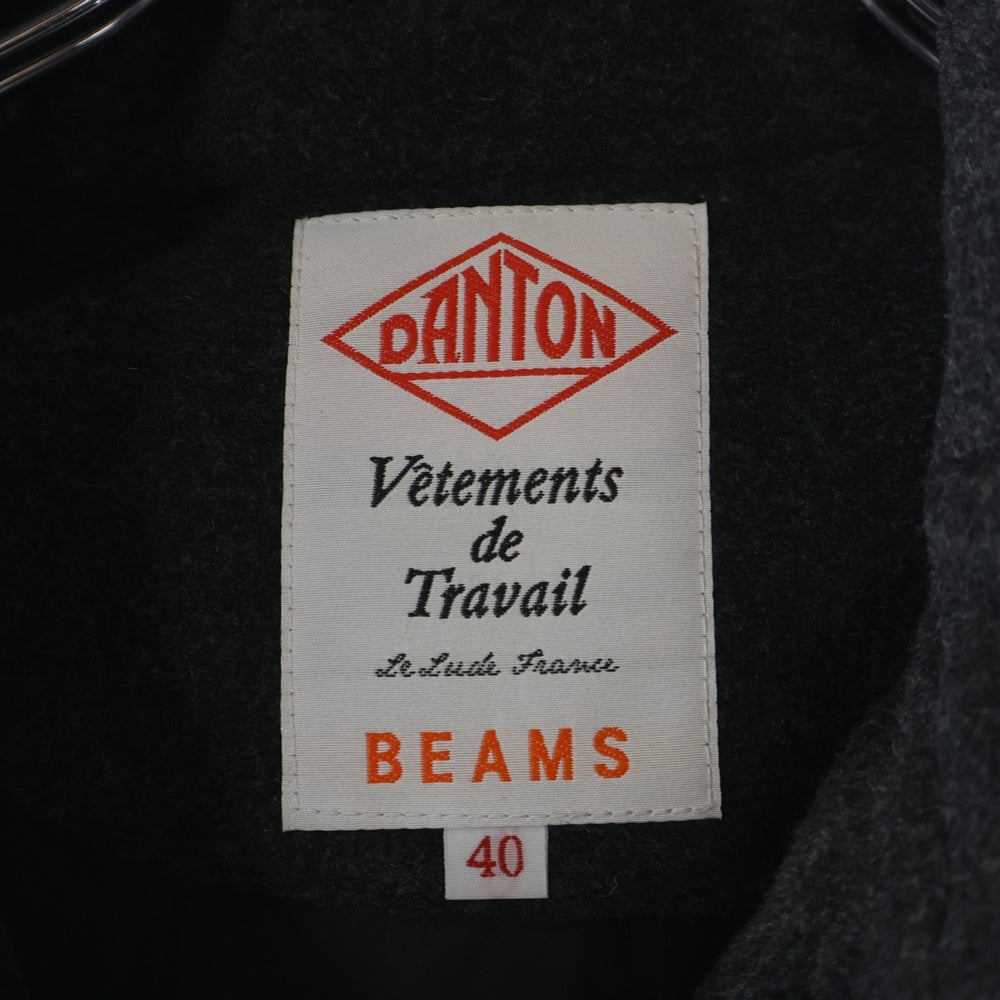 DANTON
Vêtements
de
Travail
Le Lude France
BEAMS
40